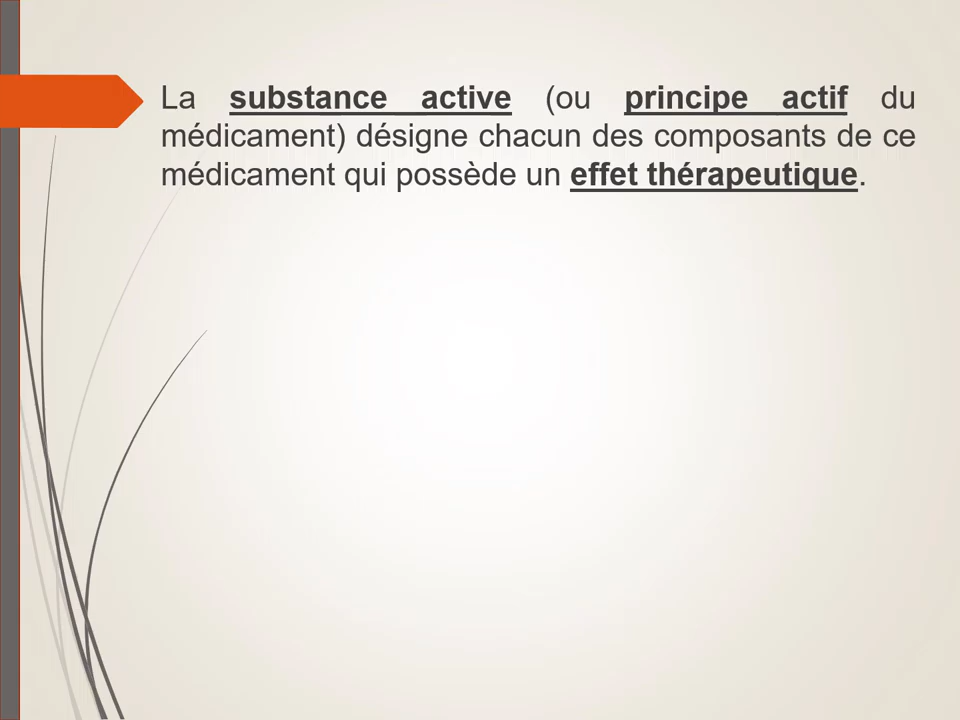 La substance active (ou principe actif du
médicament) désigne chacun des composants de ce
médicament qui possède un effet thérapeutique.